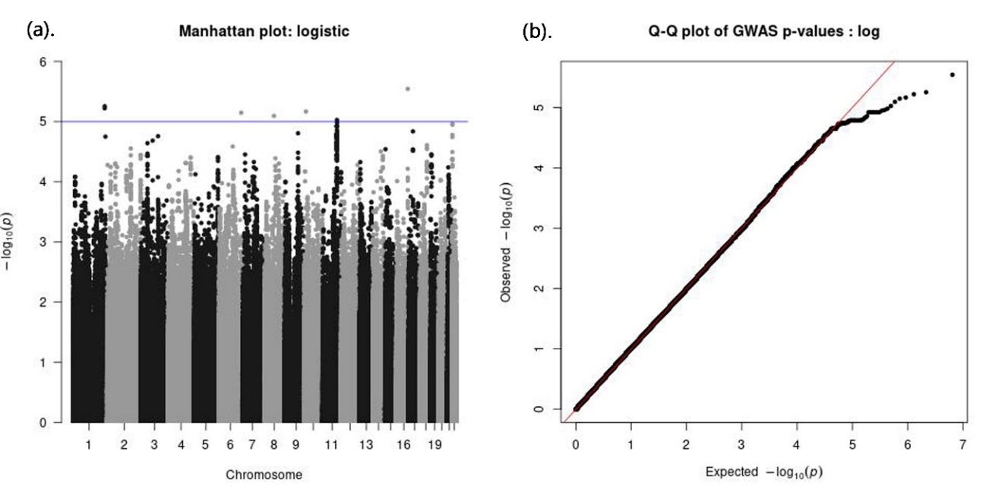 (a).
Manhattan plot: logistic
6
5
4
3
2
1
0
− log10(p)
1 2 3 4 5 6 7 8 9 11 13 16 19
Chromosome
(b).
Q-Q plot of GWAS p-values : log
5
4
3
2
1
0
Observed −log10(p)
0 1 2 3 4 5 6 7
Expected −log10(p)